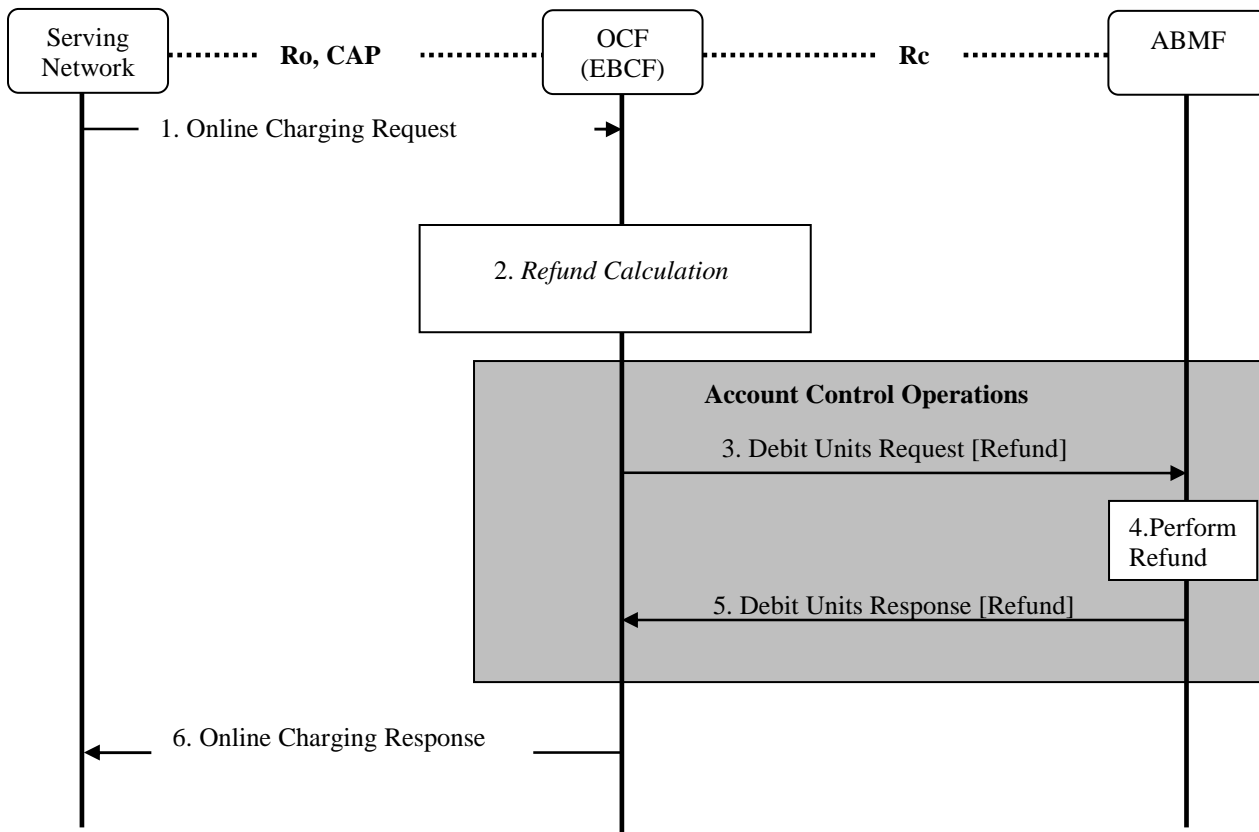 Serving
Network
Ro, CAP
OCF
(EBCF)
Rc
ABMF
1. Online Charging Request
2. Refund Calculation
Account Control Operations
3. Debit Units Request [Refund]
4.Perform
Refund
5. Debit Units Response [Refund]
6. Online Charging Response